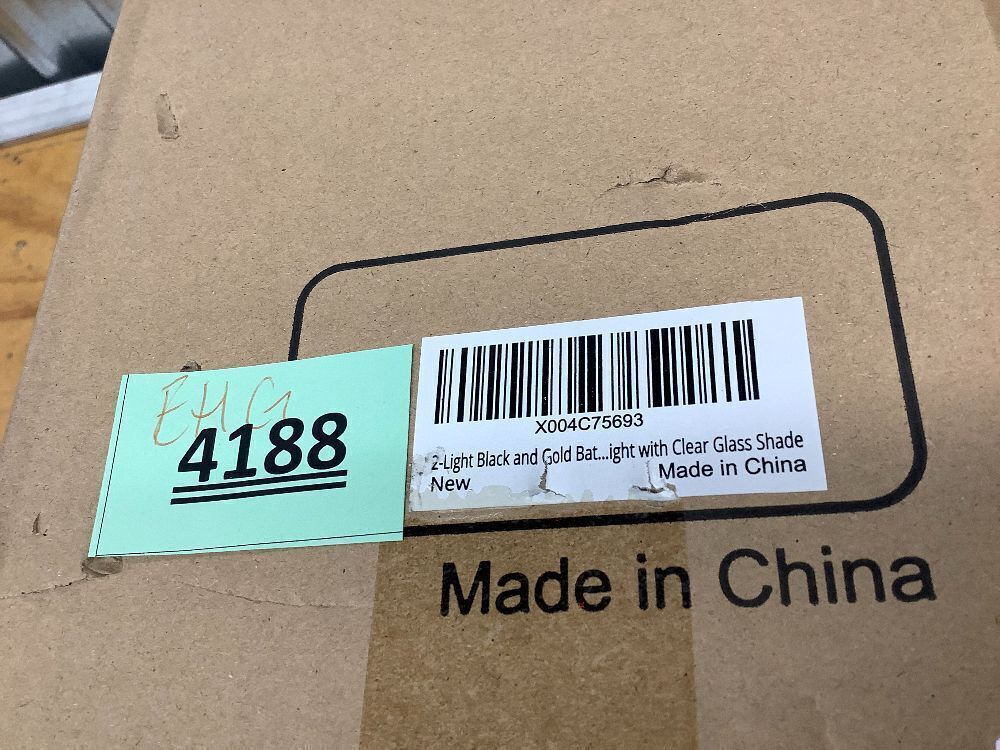 EHG
4188
X004C75693
2-Light Black and Gold Bat...ight with Clear Glass Shade
New
Made in China
Made in China